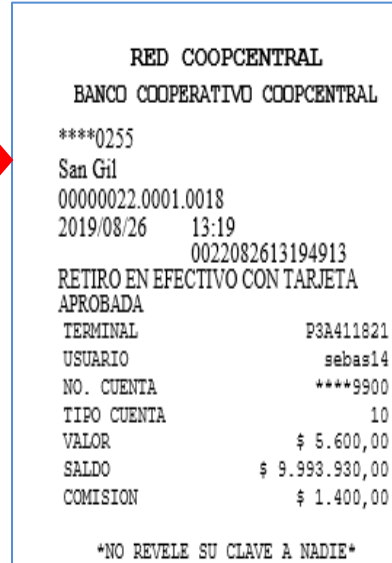 RED COOPCENTRAL
BANCO COOPERATIVO COOPCENTRAL
****0255
San Gil
00000022.0001.0018
2019/08/26 13:19
0022082613194913
RETIRO EN EFECTIVO CON TARJETA
APROBADA
TERMINAL P3A411821
USUARIO sebas14
NO. CUENTA ****9900
TIPO CUENTA 10
VALOR $ 5.600,00
SALDO $ 9.993.930,00
COMISION $ 1.400,00
*NO REVELE SU CLAVE A NADIE*